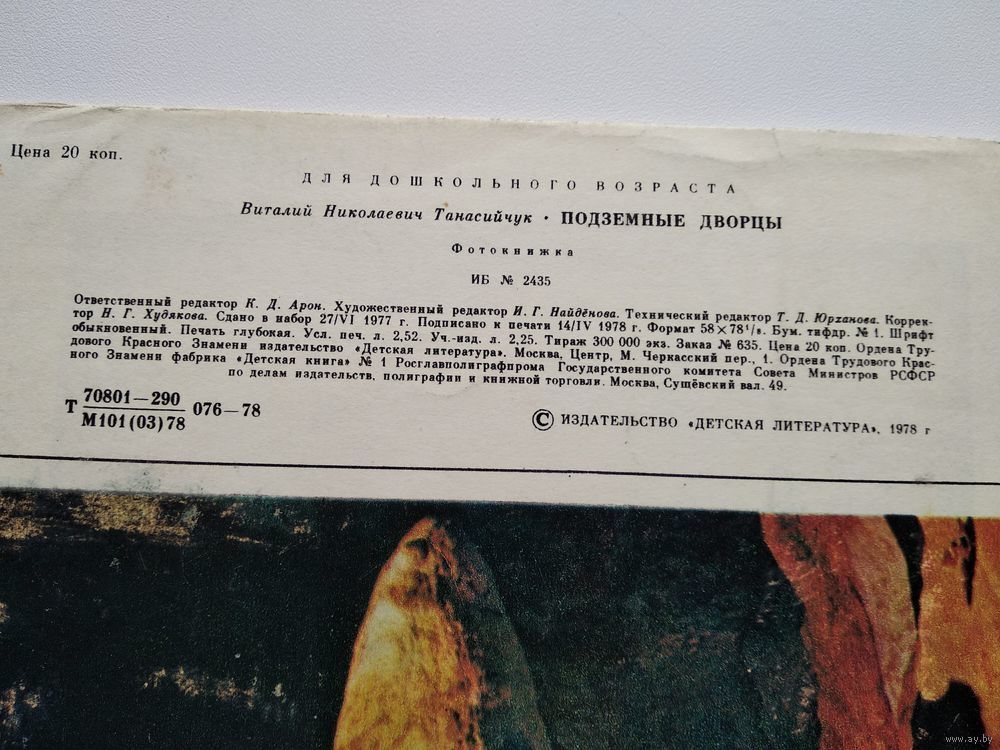 Цена 20 коп.
ДЛЯ ДОШКОЛЬНОГО ВОЗРАСТА
Виталий Николаевич Танасийчук • ПОДЗЕМНЫЕ ДВОРЦЫ
Фотокнижка
ИБ № 2435
Ответственный редактор К. Д. Арон. Художественный редактор И. Г. Найдёнова. Технический редактор Т. Д. Юрханова. Коррек-
тор Н. Г. Худякова. Сдано в набор 27/VI 1977 г. Подписано к печати 14/IV 1978 г. Формат 58×78¹/₈. Бум. тифдр. № 1. Шрифт
обыкновенный. Печать глубокая. Усл. печ. л. 2,52. Уч.-изд. л. 2,25. Тираж 300 000 экз. Заказ № 635. Цена 20 коп. Ордена Тру-
дового Красного Знамени издательство «Детская литература». Москва, Центр, М. Черкасский пер., 1. Ордена Трудового Крас-
ного Знамени фабрика «Детская книга» № 1 Росглавполиграфпрома Государственного комитета Совета Министров РСФСР
по делам издательств, полиграфии и книжной торговли. Москва, Сущёвский вал. 49.
Т 70801—290
М101(03)78 076—78
© ИЗДАТЕЛЬСТВО «ДЕТСКАЯ ЛИТЕРАТУРА», 1978 г
www.ay.by